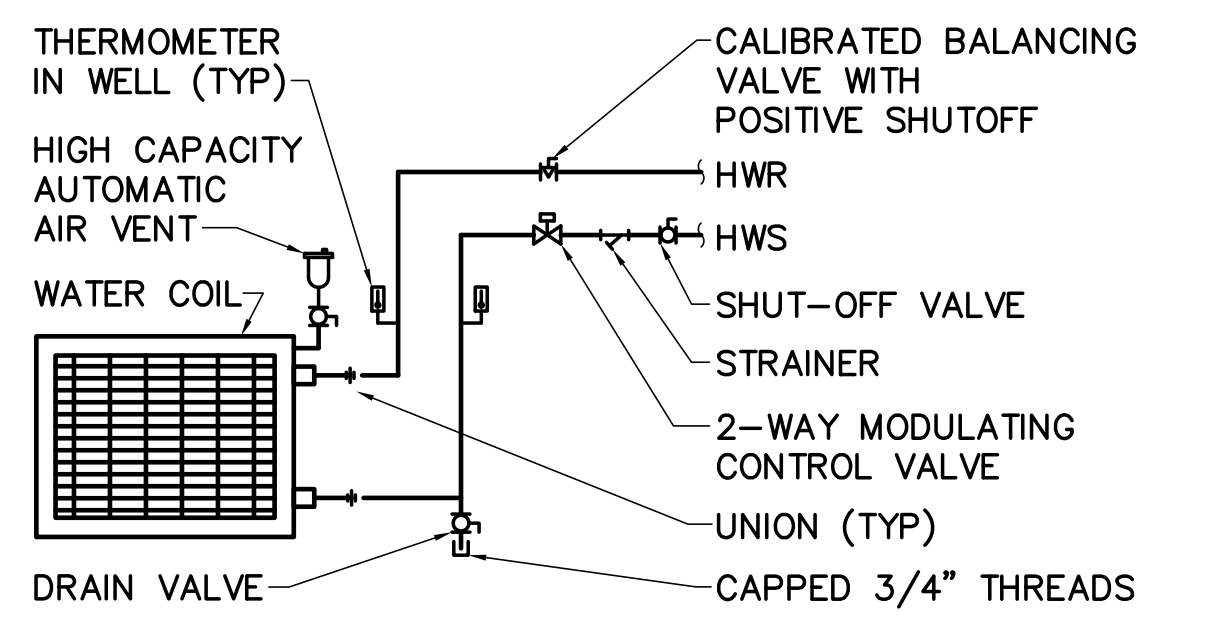 THERMOMETER
IN WELL (TYP)
HIGH CAPACITY
AUTOMATIC
AIR VENT
WATER COIL
DRAIN VALVE
CALIBRATED BALANCING
VALVE WITH
POSITIVE SHUTOFF
HWR
HWS
SHUT-OFF VALVE
STRAINER
2-WAY MODULATING
CONTROL VALVE
UNION (TYP)
CAPPED 3/4" THREADS